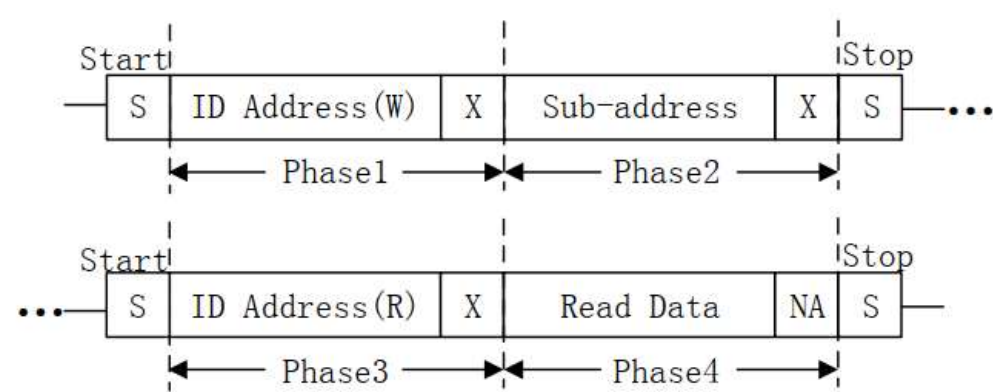 Start Stop
S ID Address(W) X Sub-address X S
Phase1 Phase2
Start Stop
S ID Address(R) X Read Data NA S
Phase3 Phase4